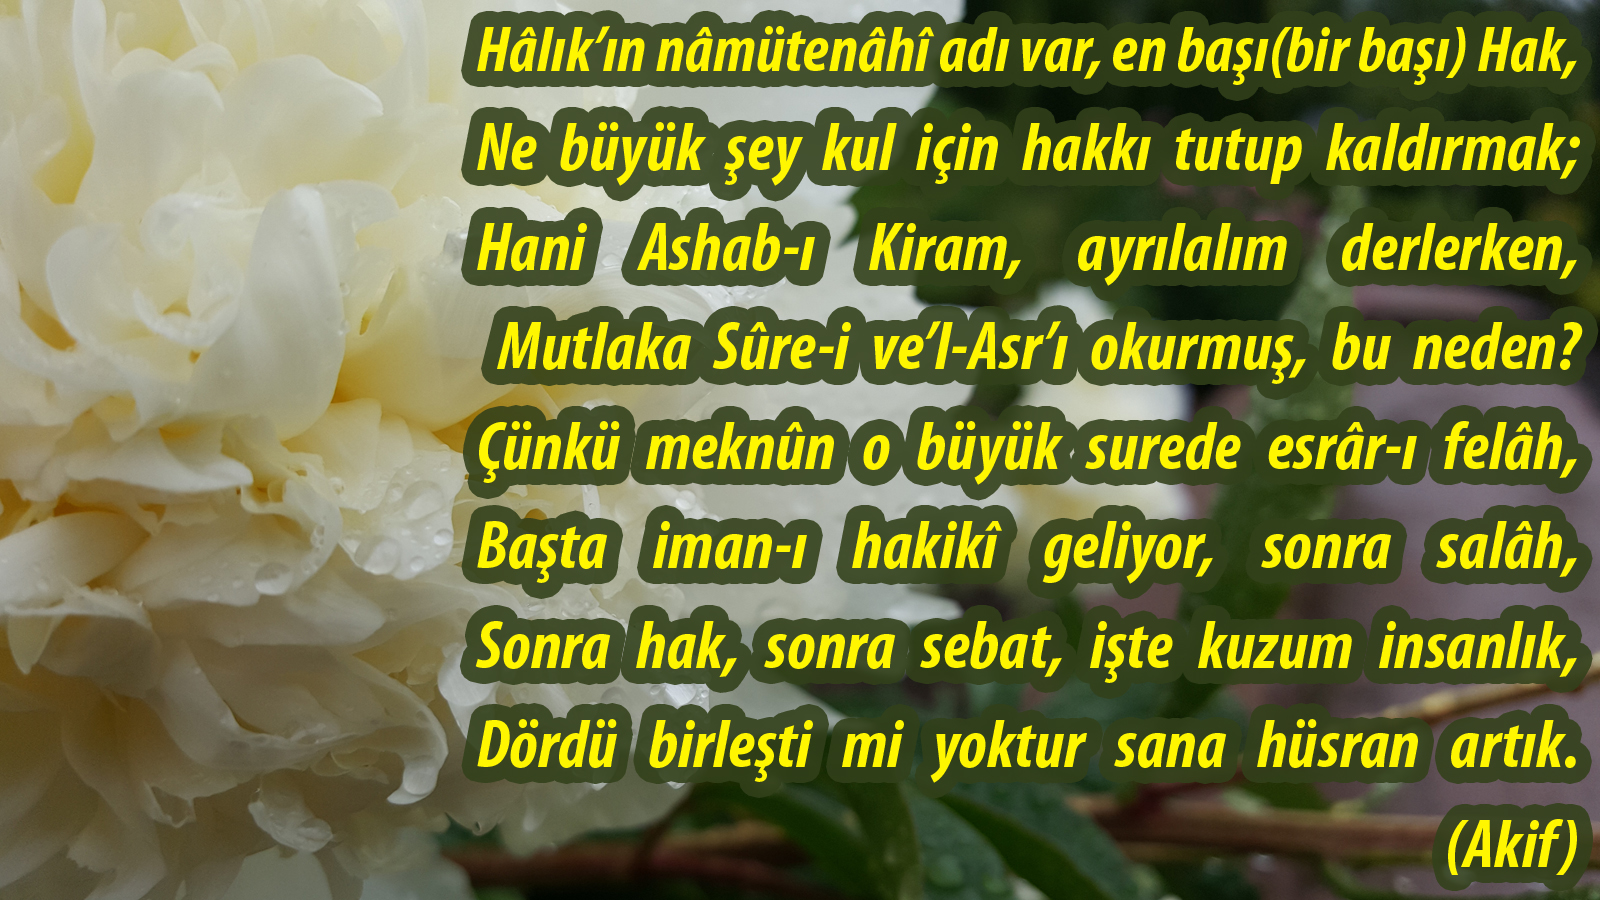 Hâlık’ın nâmütenâhî adı var, en başı(bir başı) Hak,
Ne büyük şey kul için hakkı tutup kaldırmak;
Hani Ashab-ı Kiram, ayrılalım derlerken,
Mutlaka Sûre-i ve’l-Asr’ı okurmuş, bu neden?
Çünkü meknûn o büyük surede esrâr-ı felâh,
Başta iman-ı hakikî geliyor, sonra salâh,
Sonra hak, sonra sebat, işte kuzum insanlık,
Dördü birleşti mi yoktur sana hüsran artık.
(Akif)